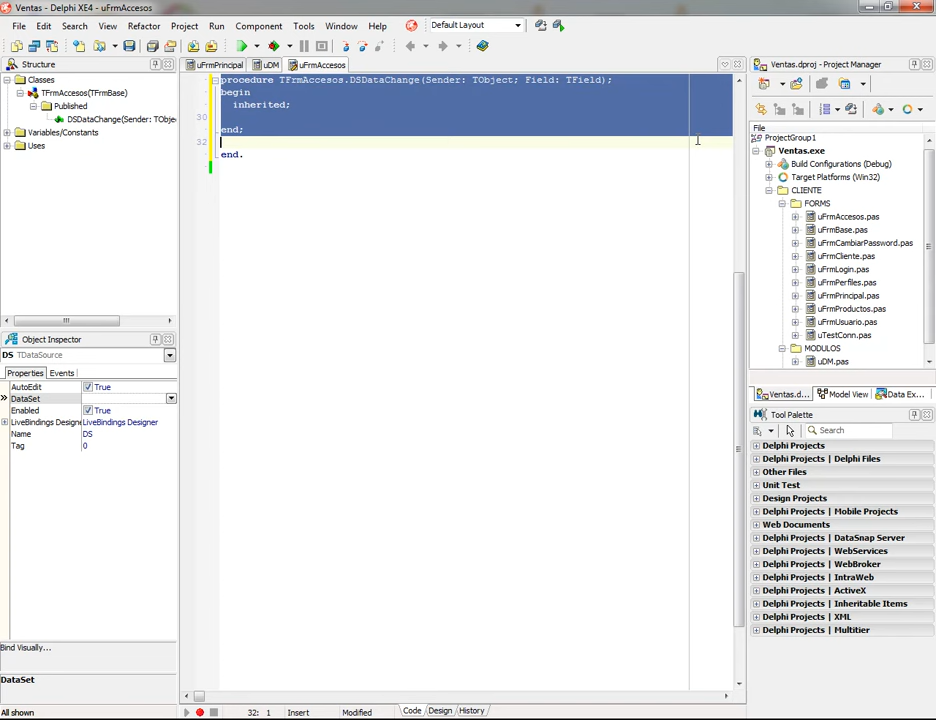 Ventas - Delphi XE4 - uFrmAccesos
File Edit Search View Refactor Project Run Component Tools Window Help Default Layout
Structure
Classes
TFrmAccesos(TFrmBase)
Published
DSDataChange(Sender: TObje
Variables/Constants
Uses
Object Inspector
DS TDataSource
Properties Events
AutoEdit True
DataSet
Enabled True
LiveBindings Designe LiveBindings Designer
Name DS
Tag 0
Bind Visually...
DataSet
All shown
uFrmPrincipal uDM uFrmAccesos
procedure TFrmAccesos.DSDataChange(Sender: TObject; Field: TField);
begin
inherited;
30
end;
32
end.
32: 1 Insert Modified Code Design History
Ventas.dproj - Project Manager
File
ProjectGroup1
Ventas.exe
Build Configurations (Debug)
Target Platforms (Win32)
CLIENTE
FORMS
uFrmAccesos.pas
uFrmBase.pas
uFrmCambiarPassword.pas
uFrmCliente.pas
uFrmLogin.pas
uFrmPerfiles.pas
uFrmPrincipal.pas
uFrmProductos.pas
uFrmUsuario.pas
uTestConn.pas
MODULOS
uDM.pas
Ventas.d... Model View Data Ex...
Tool Palette
Search
Delphi Projects
Delphi Projects | Delphi Files
Other Files
Unit Test
Design Projects
Delphi Projects | Mobile Projects
Web Documents
Delphi Projects | DataSnap Server
Delphi Projects | WebServices
Delphi Projects | WebBroker
Delphi Projects | IntraWeb
Delphi Projects | ActiveX
Delphi Projects | Inheritable Items
Delphi Projects | XML
Delphi Projects | Multitier